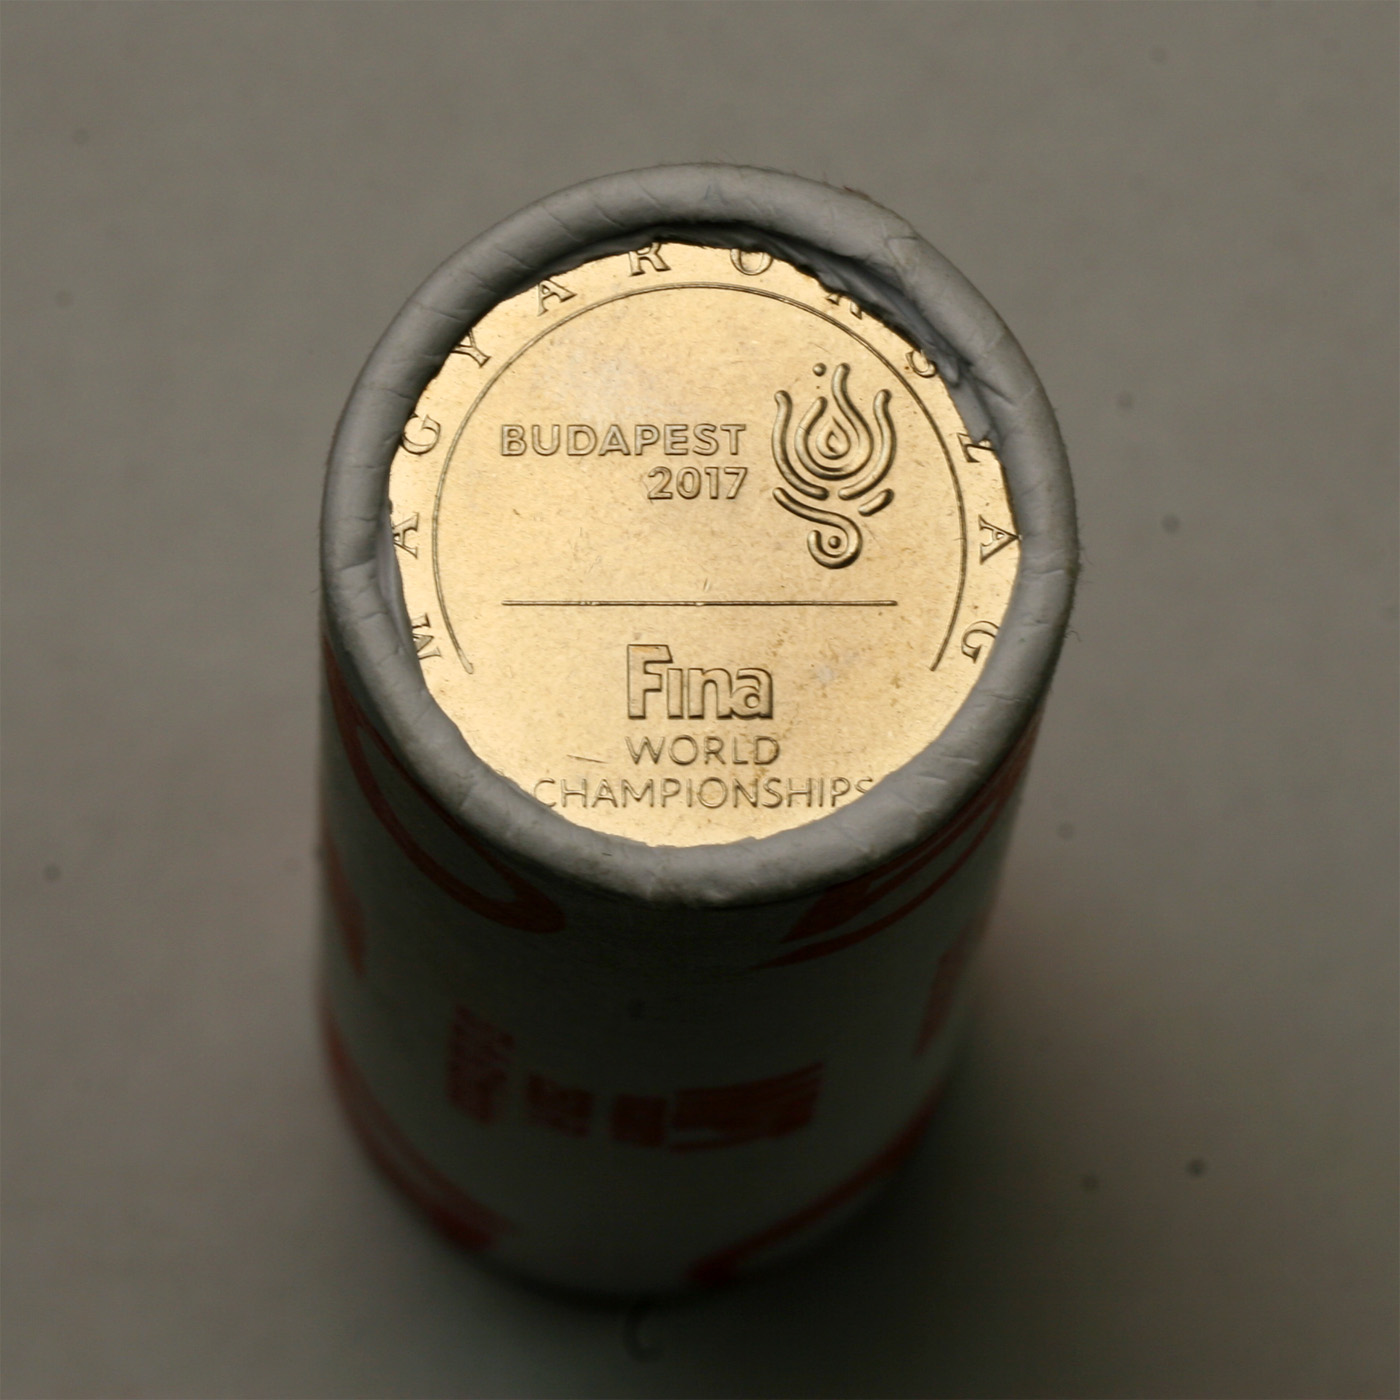 MAGYARORSZÁG
BUDAPEST
2017
Fina
WORLD
CHAMPIONSHIPS